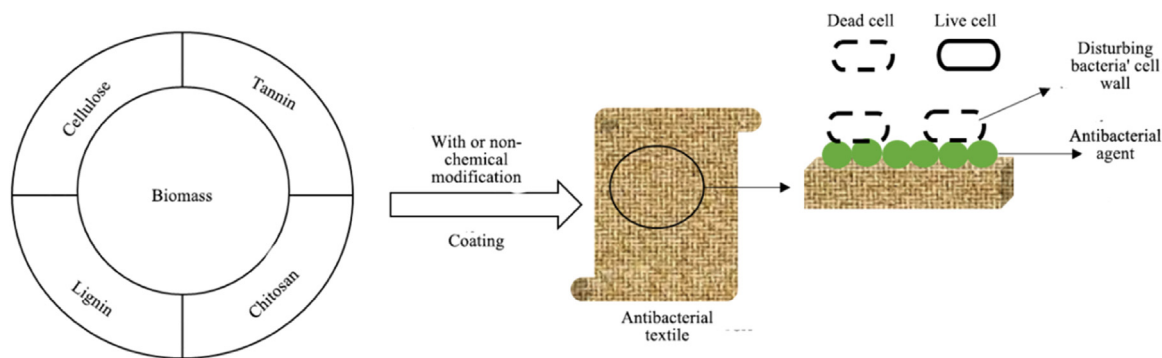 Cellulose
Tannin
Biomass
Lignin
Chitosan
With or non-
chemical
modification
Coating
Antibacterial
textile
Dead cell
Live cell
Disturbing
bacteria' cell
wall
Antibacterial
agent